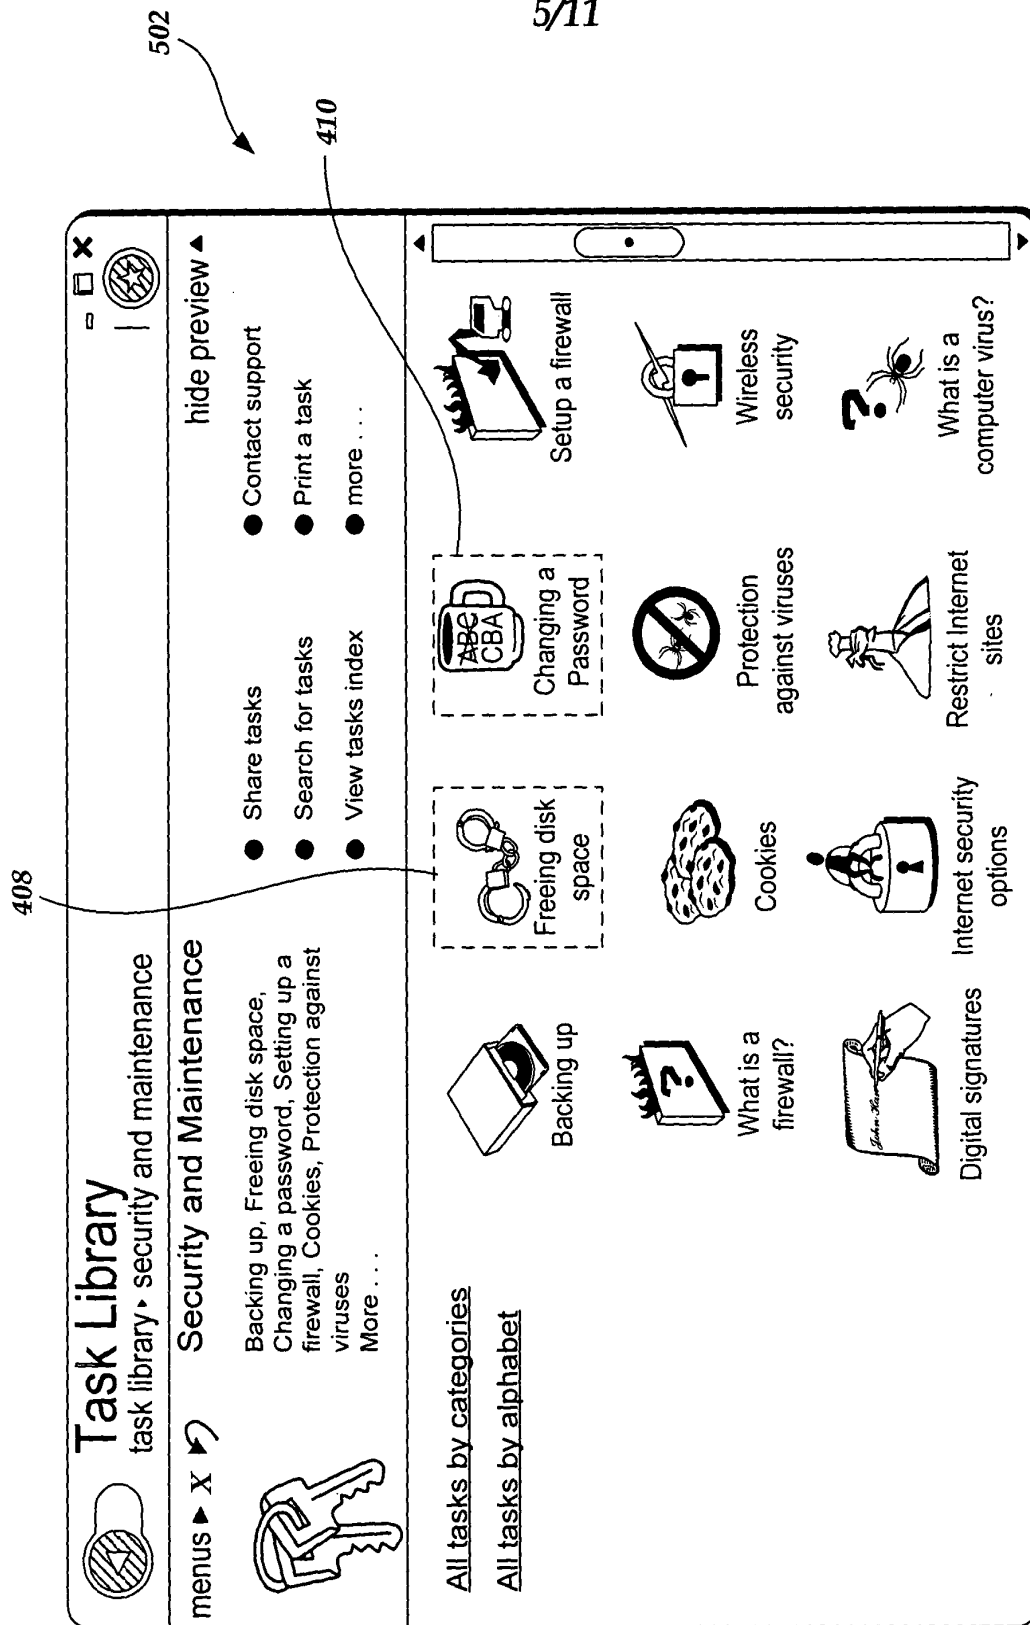 5/11
502
410
408
Task Library
task library ▸ security and maintenance
menus ▸ X
Security and Maintenance
hide preview ▲
Backing up, Freeing disk space,
Changing a password, Setting up a
firewall, Cookies, Protection against
viruses
More . . .
● Share tasks
● Search for tasks
● View tasks index
● Contact support
● Print a task
● more . . .
All tasks by categories
All tasks by alphabet
Backing up
Freeing disk
space
ABC
CBA
Changing a
Password
Setup a firewall
?
What is a
firewall?
Cookies
Protection
against viruses
Wireless
security
John Han
Digital signatures
Internet security
options
Restrict Internet
sites
?
What is a
computer virus?